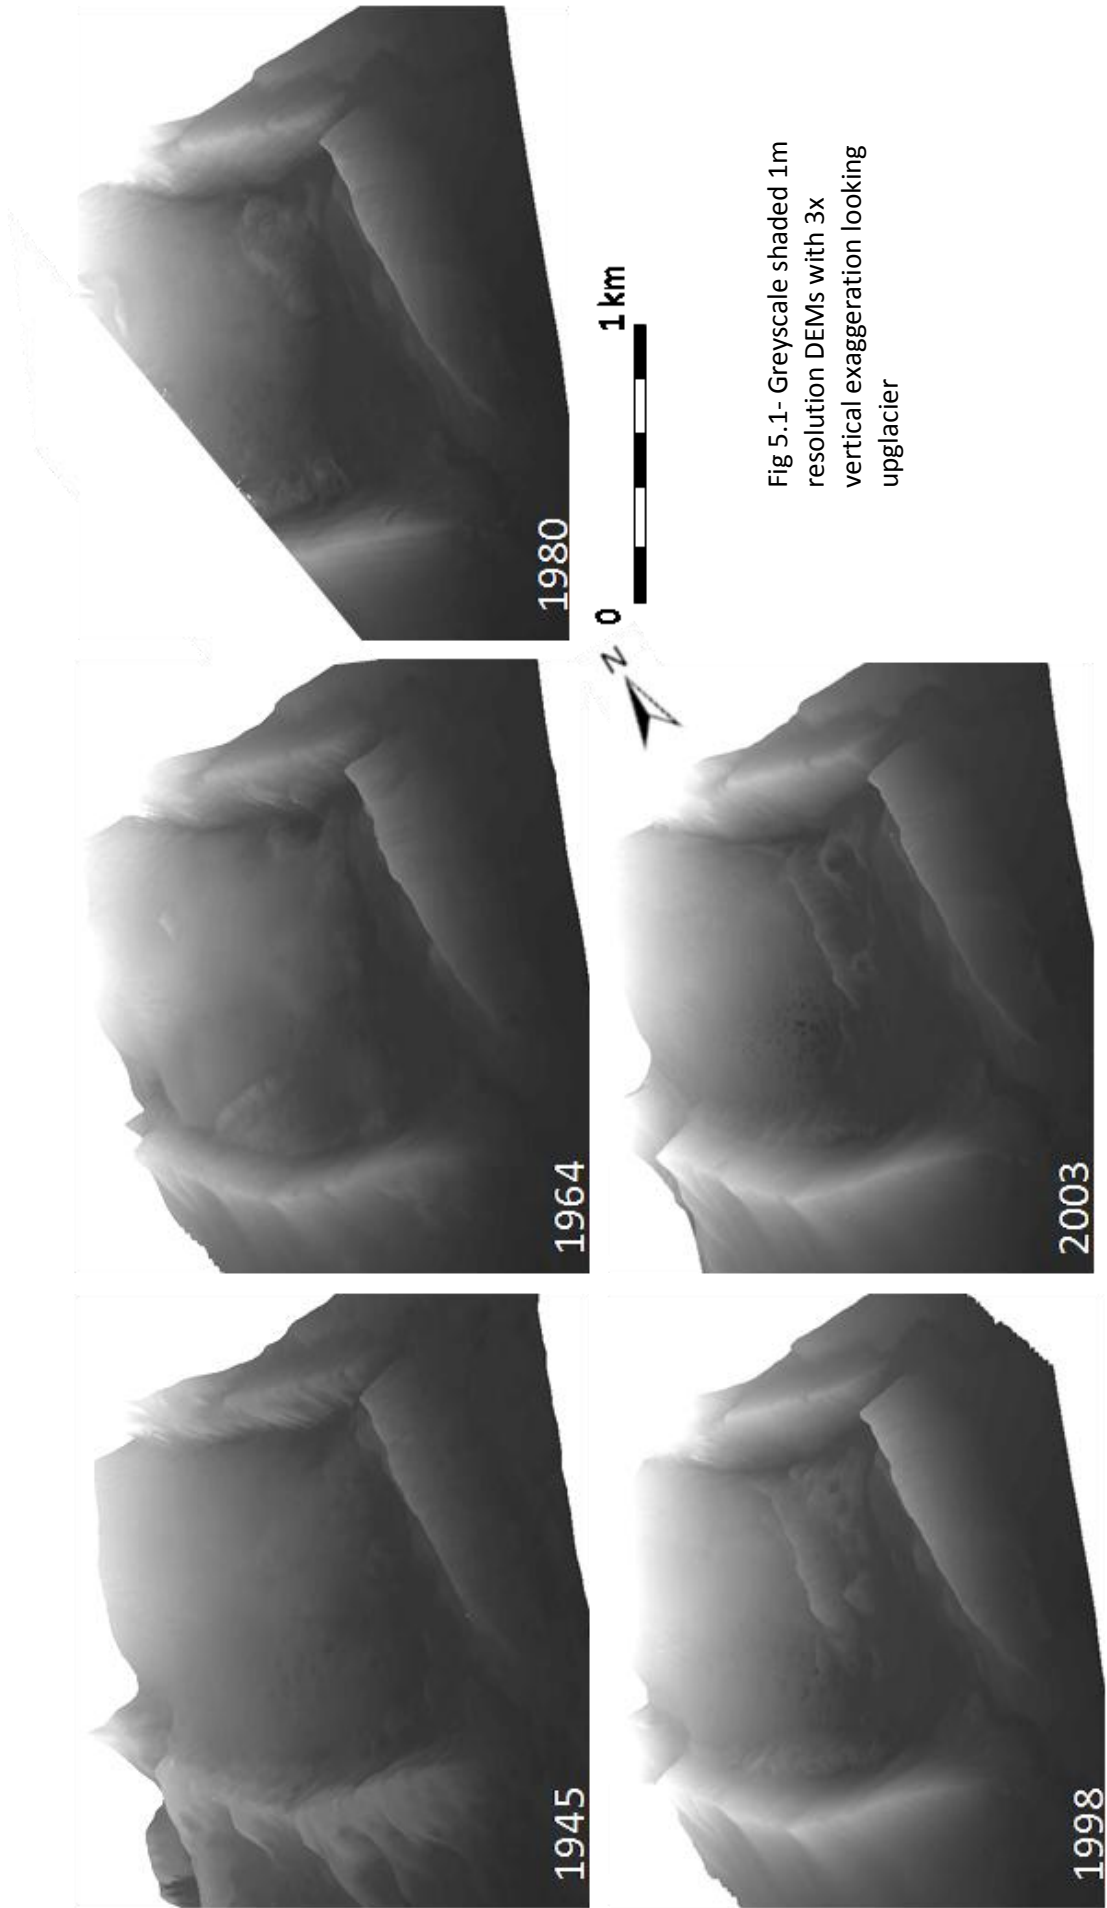 1945
1964
1980
1998
2003
N
0
1 km
Fig 5.1- Greyscale shaded 1m
resolution DEMs with 3x
vertical exaggeration looking
upglacier